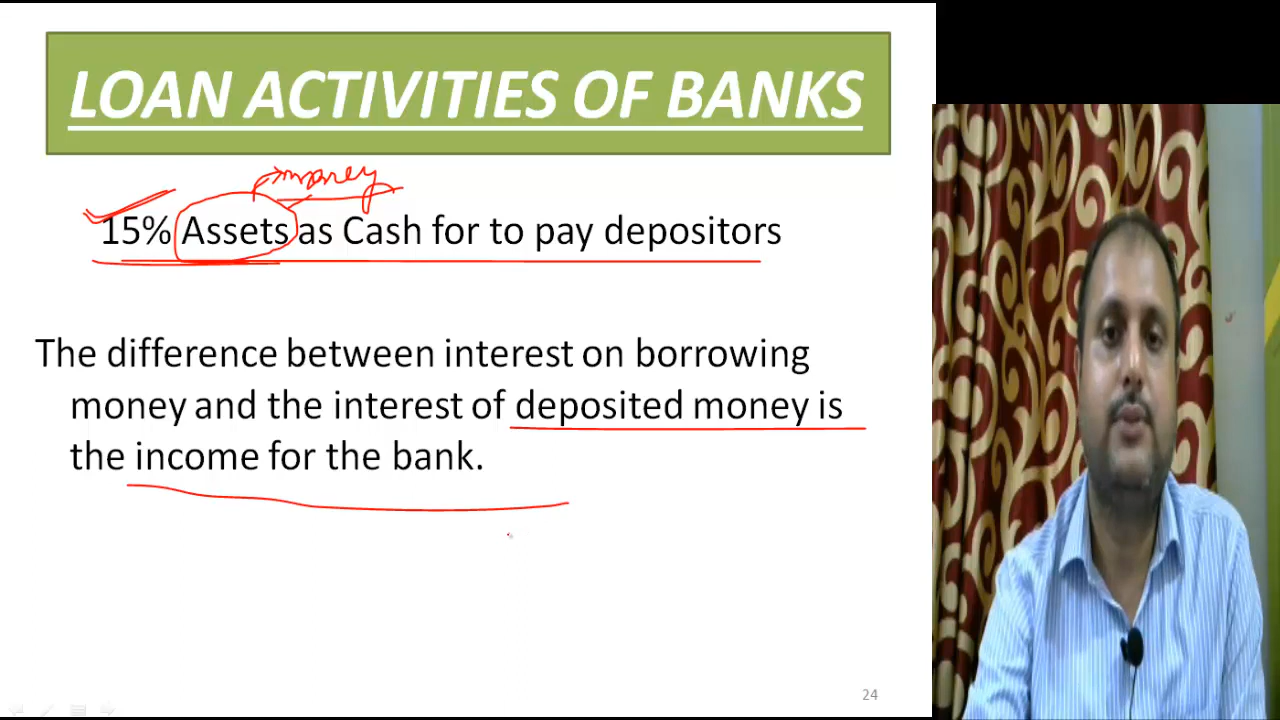 LOAN ACTIVITIES OF BANKS
money
15% Assets as Cash for to pay depositors
The difference between interest on borrowing
money and the interest of deposited money is
the income for the bank.
24